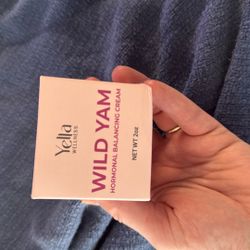 Yella
WELLNESS
WILD YAM
HORMONAL BALANCING CREAM
NET WT 2oz